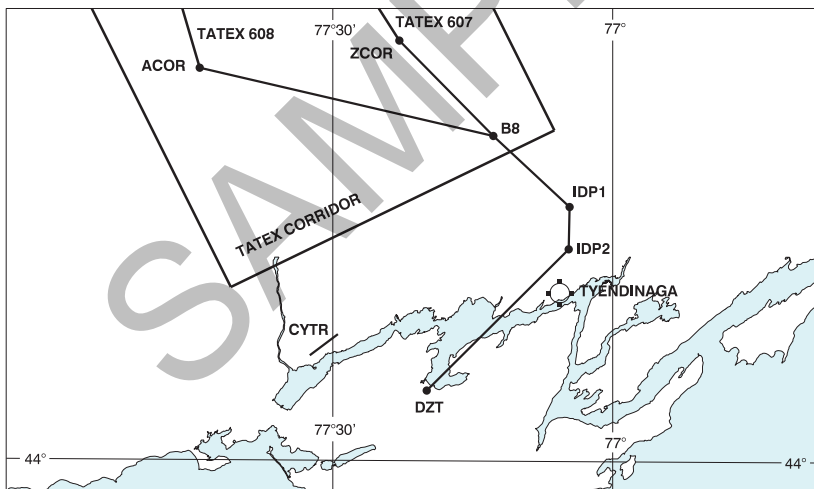 TATEX 608
77°30'
TATEX 607
77°
ACOR
ZCOR
B8
IDP1
TATEX CORRIDOR
IDP2
TYENDINAGA
CYTR
DZT
77°30'
77°
44°
44°